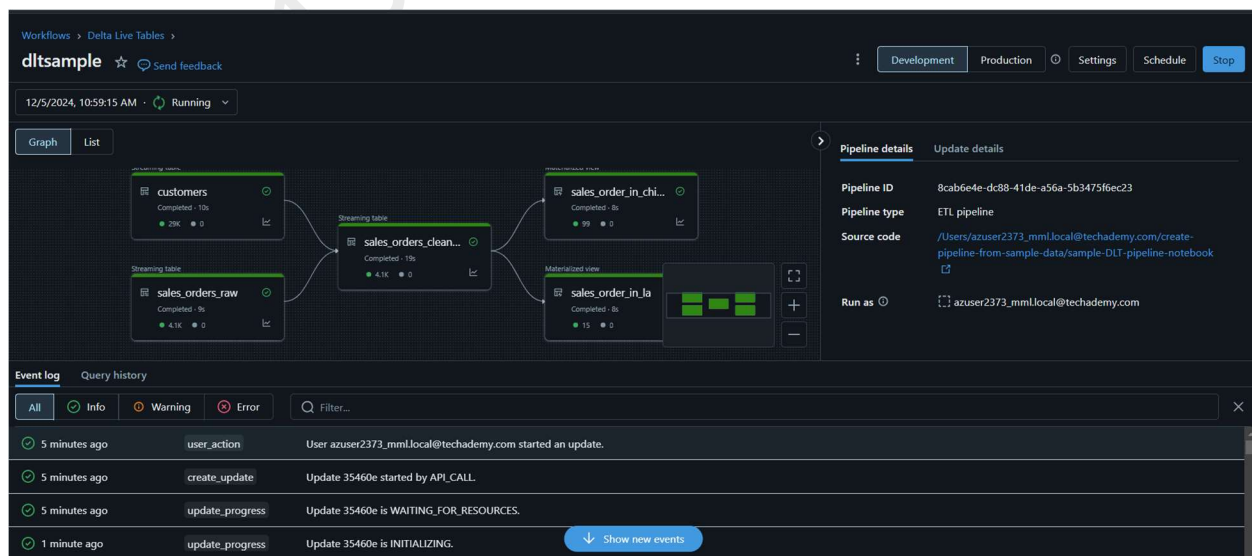 Workflows > Delta Live Tables >
dltsample Send feedback
Development Production Settings Schedule Stop
12/5/2024, 10:59:15 AM · Running
Graph List
Streaming table
customers
Completed · 10s
29K 0
Streaming table
sales_orders_raw
Completed · 9s
4.1K 0
Streaming table
sales_orders_clean...
Completed · 19s
4.1K 0
Materialized view
sales_order_in_chi...
Completed · 8s
99 0
Materialized view
sales_order_in_la
Completed · 8s
15 0
Pipeline details Update details
Pipeline ID 8cab6e4e-dc88-41de-a56a-5b3475f6ec23
Pipeline type ETL pipeline
Source code /Users/azuser2373_mml.local@techademy.com/create-
pipeline-from-sample-data/sample-DLT-pipeline-notebook
Run as azuser2373_mml.local@techademy.com
Event log Query history
All Info Warning Error Filter...
5 minutes ago user_action User azuser2373_mml.local@techademy.com started an update.
5 minutes ago create_update Update 35460e started by API_CALL.
5 minutes ago update_progress Update 35460e is WAITING_FOR_RESOURCES.
1 minute ago update_progress Update 35460e is INITIALIZING.
Show new events